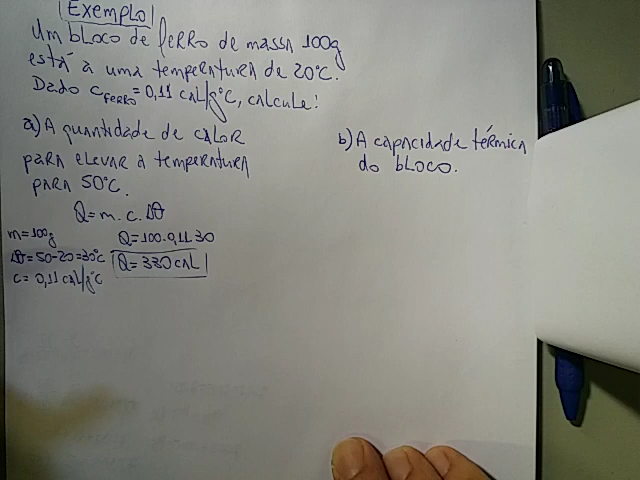 Exemplo
Um bloco de ferro de massa 100g
está a uma temperatura de 20°C.
Dado cFERRO = 0,11 cal/g°C, calcule:
a) A quantidade de calor
para elevar a temperatura
para 50°C.
Q = m.c.Δθ
m = 100g
Δθ = 50-20 = 30°C
c = 0,11 cal/g°C
Q = 100.0,11.30
Q = 330 cal
b) A capacidade térmica
do bloco.